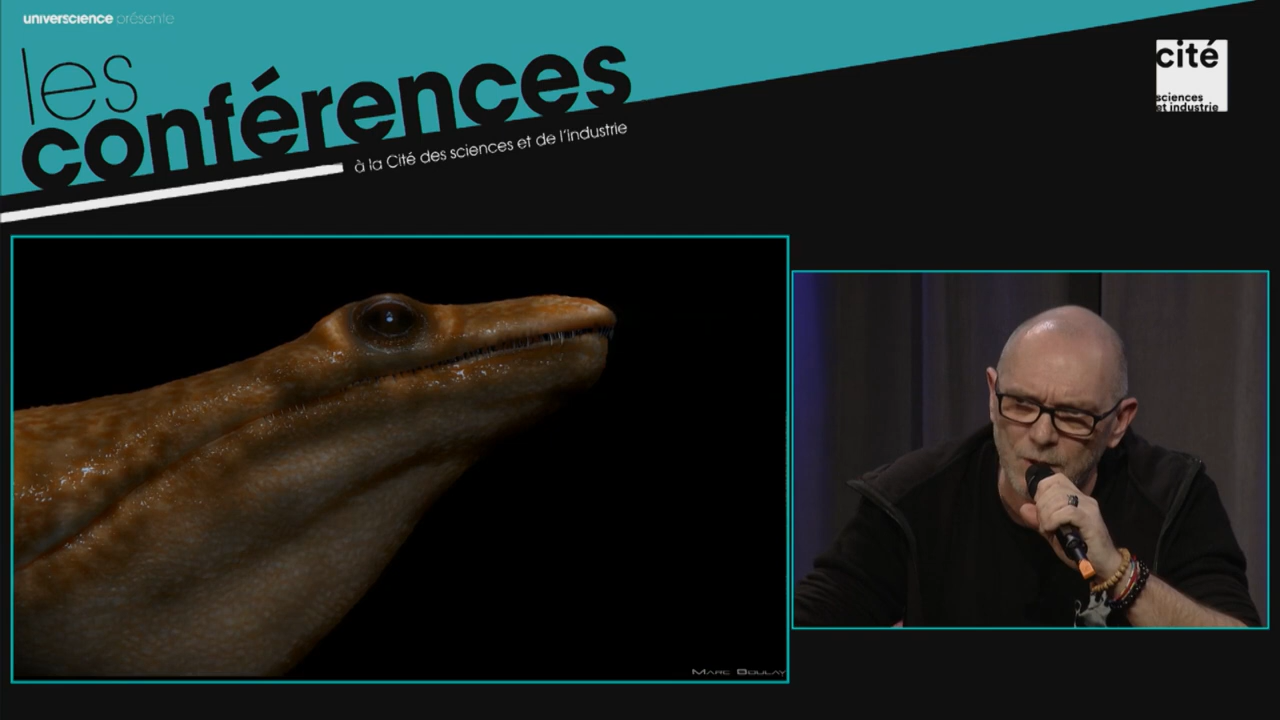 universcience présente
les
conférences
à la Cité des sciences et de l'industrie
cité
sciences
et industrie
MARC BOULAY